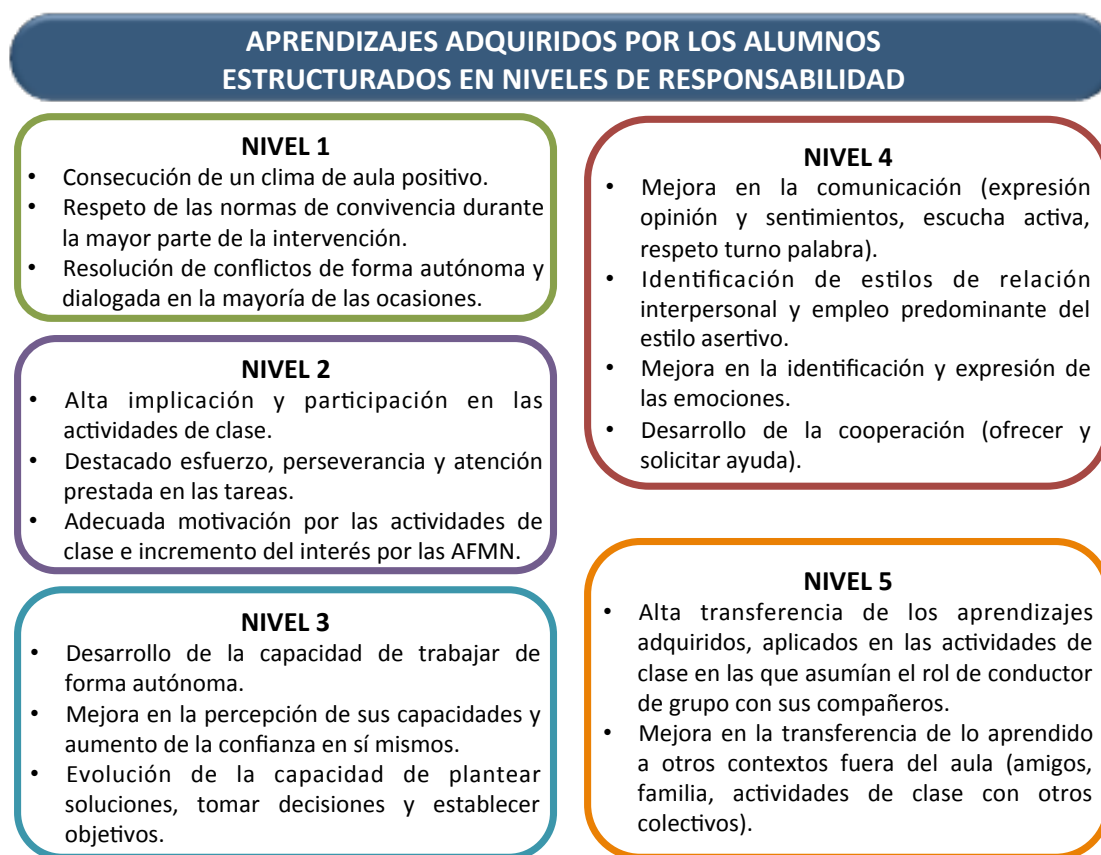 APRENDIZAJES ADQUIRIDOS POR LOS ALUMNOS
ESTRUCTURADOS EN NIVELES DE RESPONSABILIDAD
NIVEL 1
• Consecución de un clima de aula positivo.
• Respeto de las normas de convivencia durante
la mayor parte de la intervención.
• Resolución de conflictos de forma autónoma y
dialogada en la mayoría de las ocasiones.
NIVEL 2
• Alta implicación y participación en las
actividades de clase.
• Destacado esfuerzo, perseverancia y atención
prestada en las tareas.
• Adecuada motivación por las actividades de
clase e incremento del interés por las AFMN.
NIVEL 3
• Desarrollo de la capacidad de trabajar de
forma autónoma.
• Mejora en la percepción de sus capacidades y
aumento de la confianza en sí mismos.
• Evolución de la capacidad de plantear
soluciones, tomar decisiones y establecer
objetivos.
NIVEL 4
• Mejora en la comunicación (expresión
opinión y sentimientos, escucha activa,
respeto turno palabra).
• Identificación de estilos de relación
interpersonal y empleo predominante del
estilo asertivo.
• Mejora en la identificación y expresión de
las emociones.
• Desarrollo de la cooperación (ofrecer y
solicitar ayuda).
NIVEL 5
• Alta transferencia de los aprendizajes
adquiridos, aplicados en las actividades de
clase en las que asumían el rol de conductor
de grupo con sus compañeros.
• Mejora en la transferencia de lo aprendido
a otros contextos fuera del aula (amigos,
familia, actividades de clase con otros
colectivos).